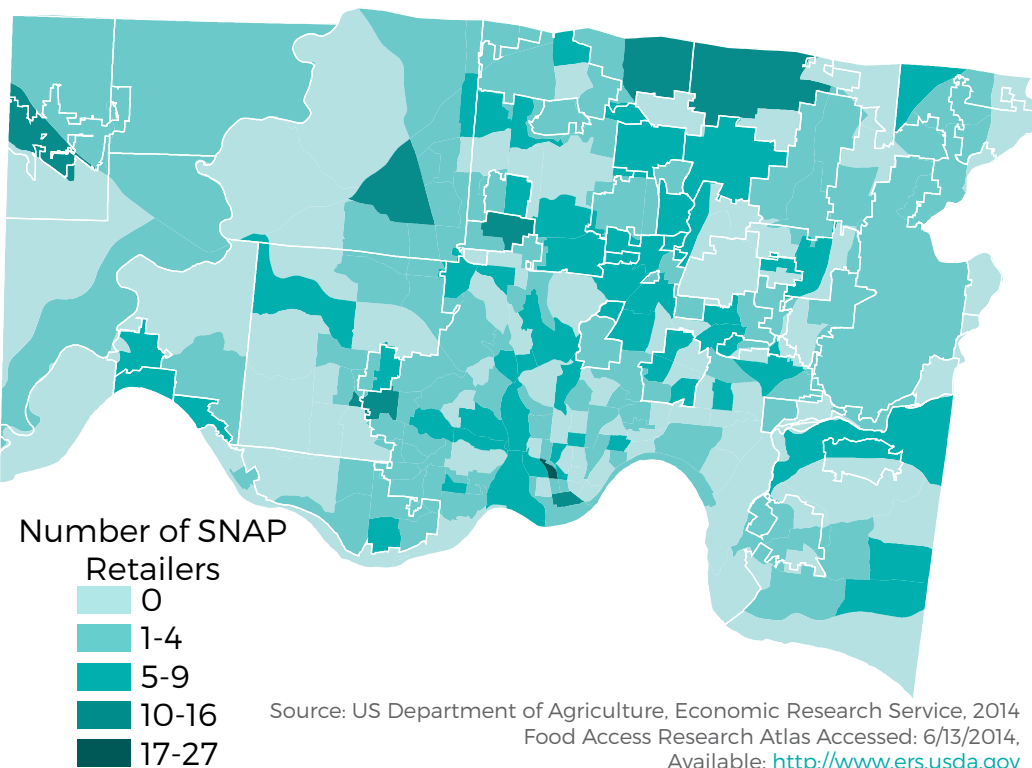 Number of SNAP
Retailers
0
1-4
5-9
10-16
17-27
Source: US Department of Agriculture, Economic Research Service, 2014
Food Access Research Atlas Accessed: 6/13/2014,
Available: http://www.ers.usda.gov